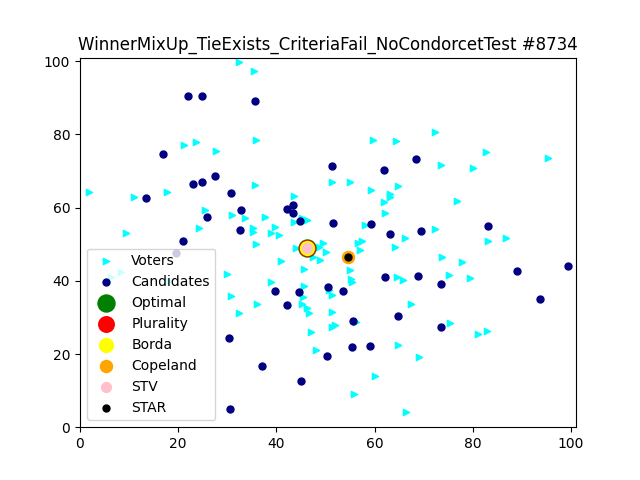 WinnerMixUp_TieExists_CriteriaFail_NoCondorcetTest #8734
100
80
60
40
20
0
Voters
Candidates
Optimal
Plurality
Borda
Copeland
STV
STAR
0 20 40 60 80 100